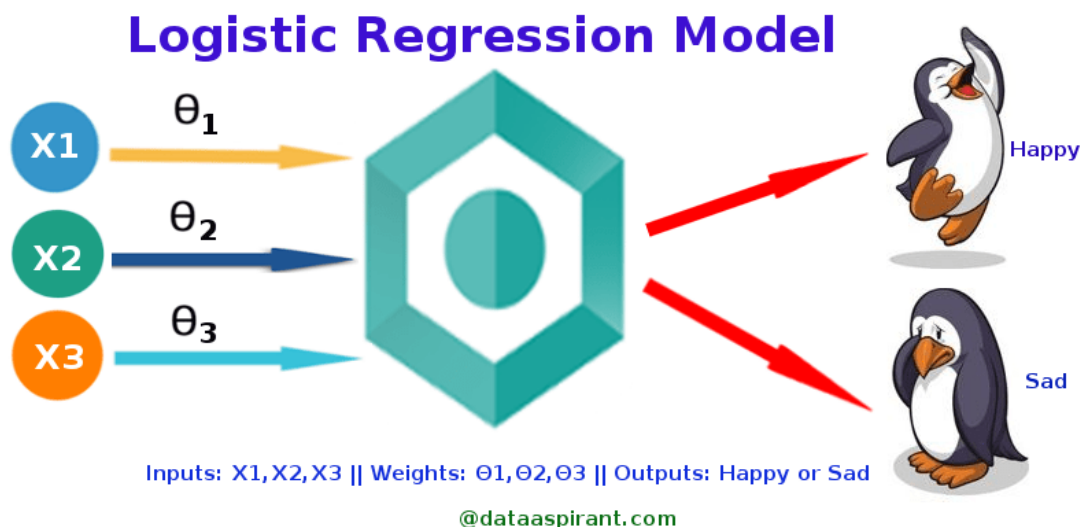 Logistic Regression Model
X1
Θ1
Happy
X2
Θ2
X3
Θ3
Sad
Inputs: X1,X2,X3 || Weights: Θ1,Θ2,Θ3 || Outputs: Happy or Sad
@dataaspirant.com